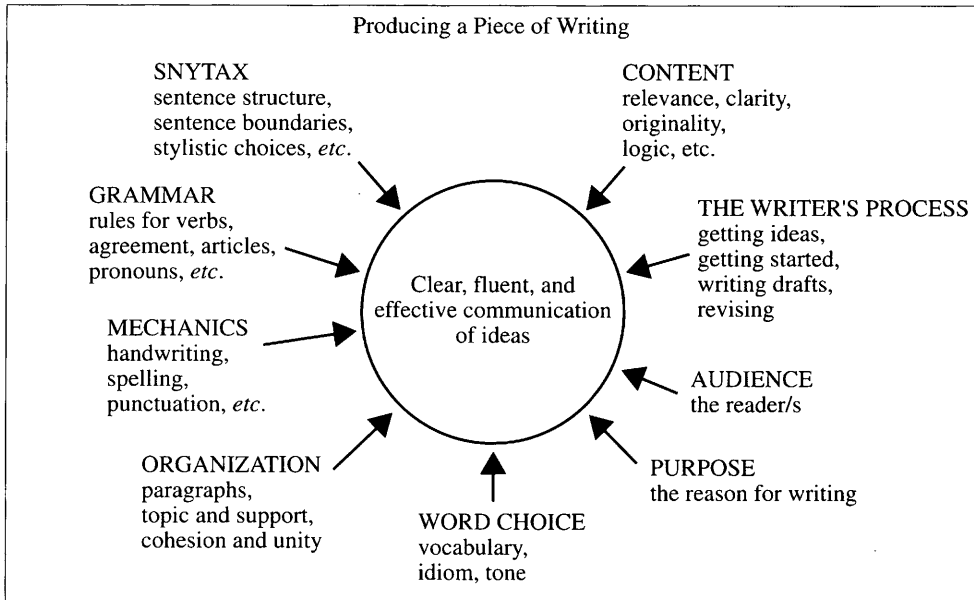 Producing a Piece of Writing
SNYTAX
sentence structure,
sentence boundaries,
stylistic choices, etc.
CONTENT
relevance, clarity,
originality,
logic, etc.
GRAMMAR
rules for verbs,
agreement, articles,
pronouns, etc.
THE WRITER'S PROCESS
getting ideas,
getting started,
writing drafts,
revising
Clear, fluent, and
effective communication
of ideas
MECHANICS
handwriting,
spelling,
punctuation, etc.
AUDIENCE
the reader/s
ORGANIZATION
paragraphs,
topic and support,
cohesion and unity
PURPOSE
the reason for writing
WORD CHOICE
vocabulary,
idiom, tone